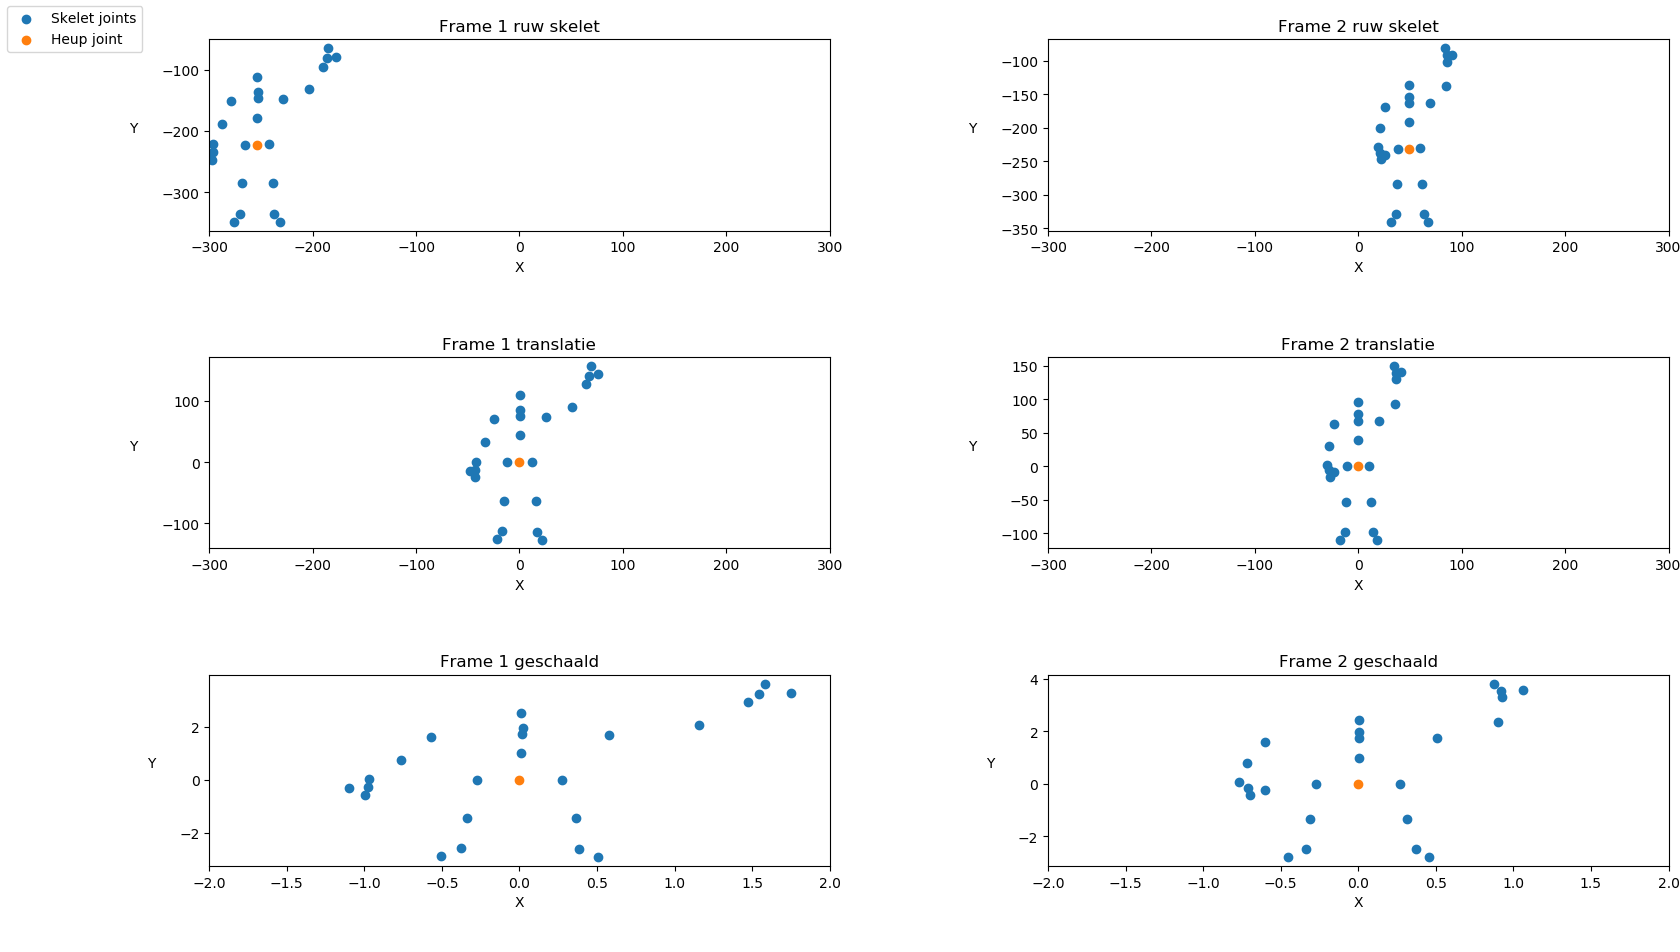 Skelet joints
Heup joint
Frame 1 ruw skelet
Y
−100
−200
−300
−300 −200 −100 0 100 200 300
X
Frame 2 ruw skelet
Y
−100
−150
−200
−250
−300
−350
−300 −200 −100 0 100 200 300
X
Frame 1 translatie
Y
100
0
−100
−300 −200 −100 0 100 200 300
X
Frame 2 translatie
Y
150
100
50
0
−50
−100
−300 −200 −100 0 100 200 300
X
Frame 1 geschaald
Y
2
0
−2
−2.0 −1.5 −1.0 −0.5 0.0 0.5 1.0 1.5 2.0
X
Frame 2 geschaald
Y
4
2
0
−2
−2.0 −1.5 −1.0 −0.5 0.0 0.5 1.0 1.5 2.0
X